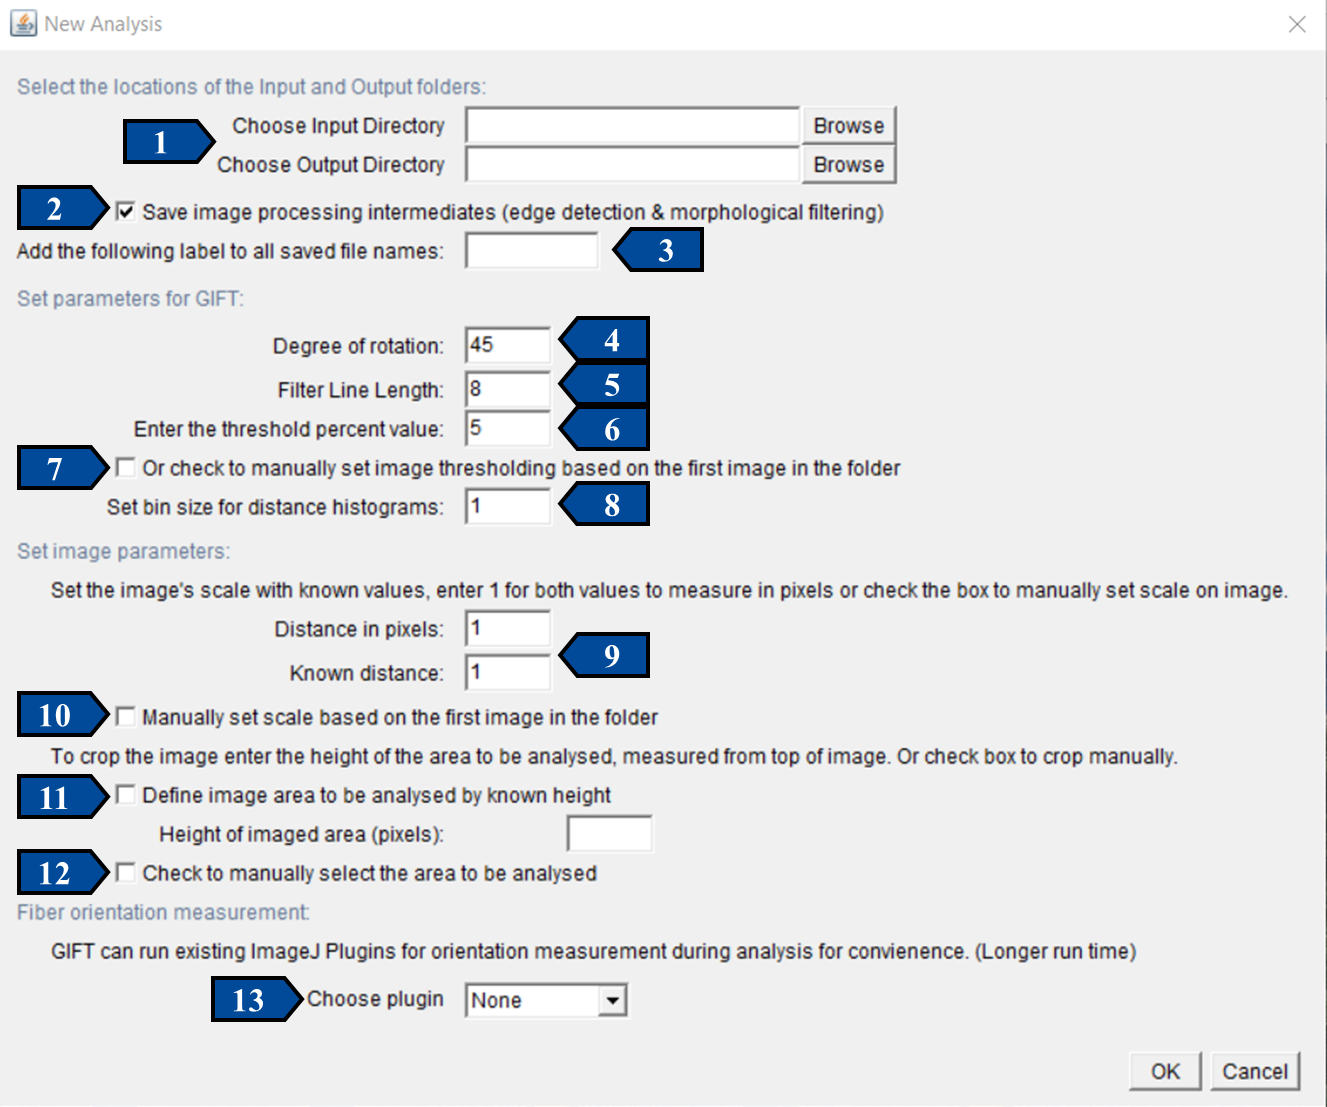 New Analysis
Select the locations of the Input and Output folders:
1 Choose Input Directory Browse
Choose Output Directory Browse
2 Save image processing intermediates (edge detection & morphological filtering)
Add the following label to all saved file names: 3
Set parameters for GIFT:
Degree of rotation: 45 4
Filter Line Length: 8 5
Enter the threshold percent value: 5 6
7 Or check to manually set image thresholding based on the first image in the folder
Set bin size for distance histograms: 1 8
Set image parameters:
Set the image's scale with known values, enter 1 for both values to measure in pixels or check the box to manually set scale on image.
Distance in pixels: 1
9
Known distance: 1
10 Manually set scale based on the first image in the folder
To crop the image enter the height of the area to be analysed, measured from top of image. Or check box to crop manually.
11 Define image area to be analysed by known height
Height of imaged area (pixels):
12 Check to manually select the area to be analysed
Fiber orientation measurement:
GIFT can run existing ImageJ Plugins for orientation measurement during analysis for convienence. (Longer run time)
13 Choose plugin None
OK Cancel